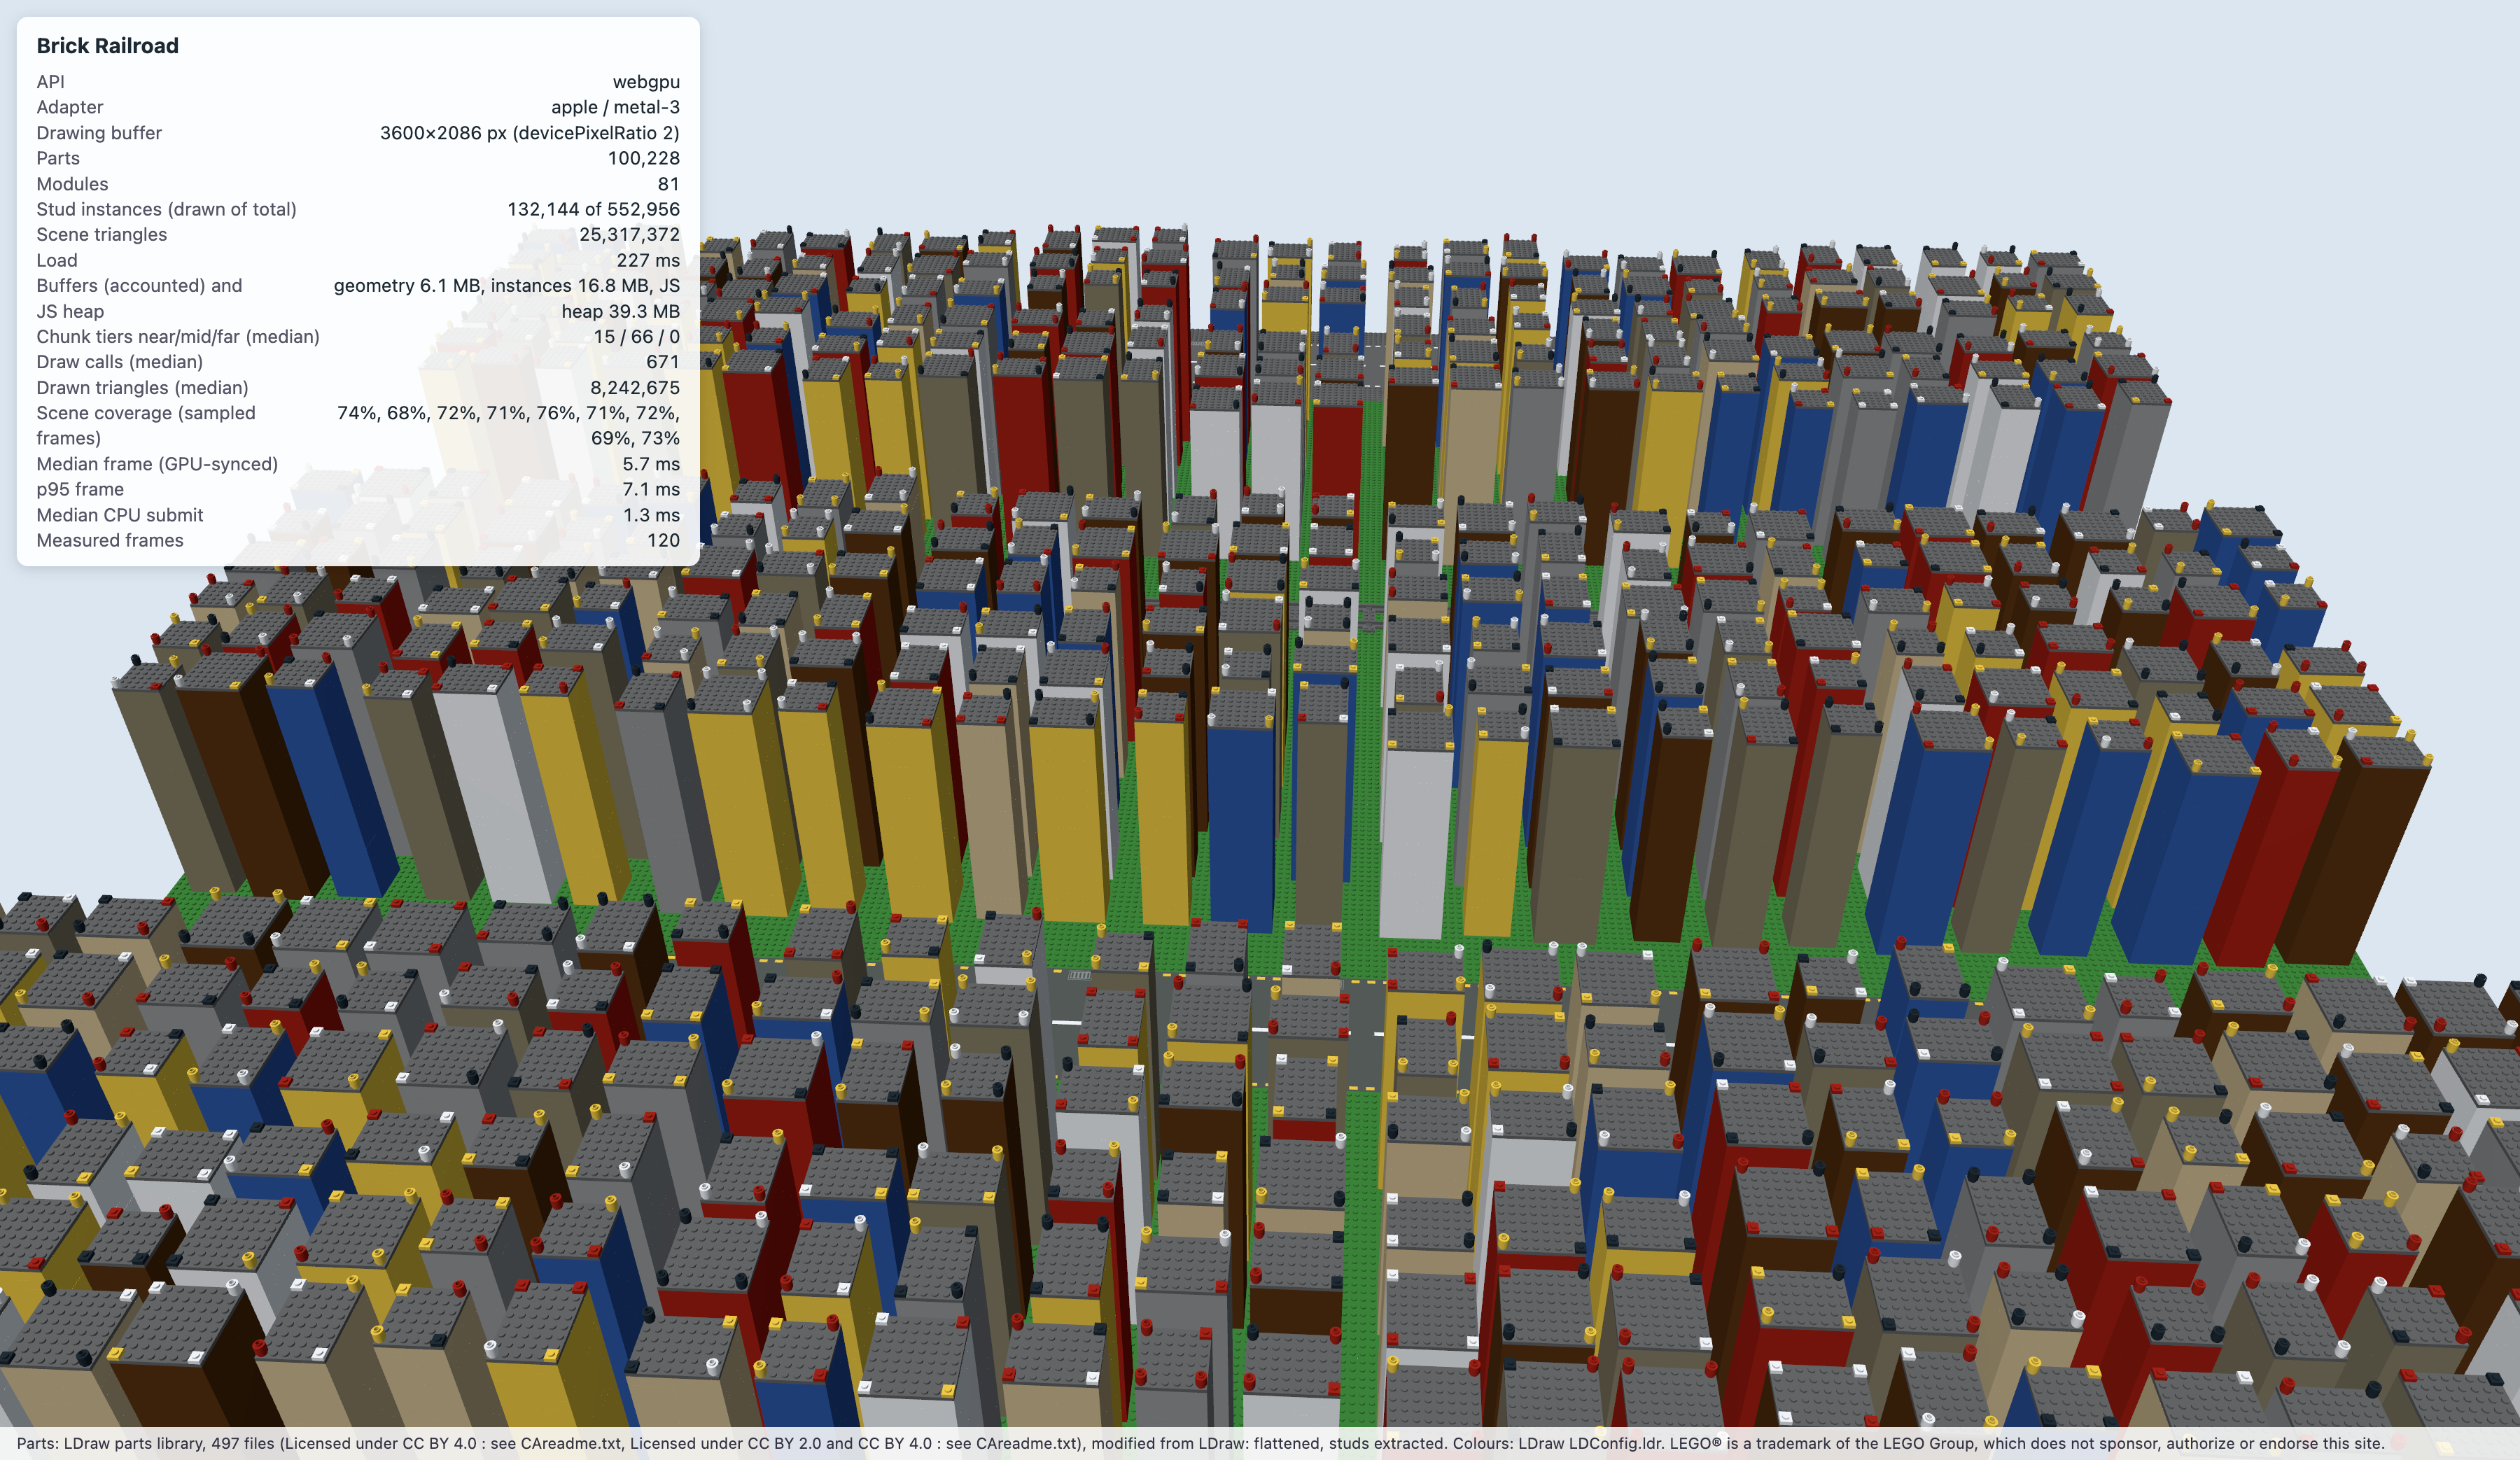 Brick Railroad
API webgpu
Adapter apple / metal-3
Drawing buffer 3600×2086 px (devicePixelRatio 2)
Parts 100,228
Modules 81
Stud instances (drawn of total) 132,144 of 552,956
Scene triangles 25,317,372
Load 227 ms
Buffers (accounted) and geometry 6.1 MB, instances 16.8 MB, JS
JS heap heap 39.3 MB
Chunk tiers near/mid/far (median) 15 / 66 / 0
Draw calls (median) 671
Drawn triangles (median) 8,242,675
Scene coverage (sampled 74%, 68%, 72%, 71%, 76%, 71%, 72%,
frames) 69%, 73%
Median frame (GPU-synced) 5.7 ms
p95 frame 7.1 ms
Median CPU submit 1.3 ms
Measured frames 120
Parts: LDraw parts library, 497 files (Licensed under CC BY 4.0 : see CAreadme.txt, Licensed under CC BY 2.0 and CC BY 4.0 : see CAreadme.txt), modified from LDraw: flattened, studs extracted. Colours: LDraw LDConfig.ldr. LEGO® is a trademark of the LEGO Group, which does not sponsor, authorize or endorse this site.